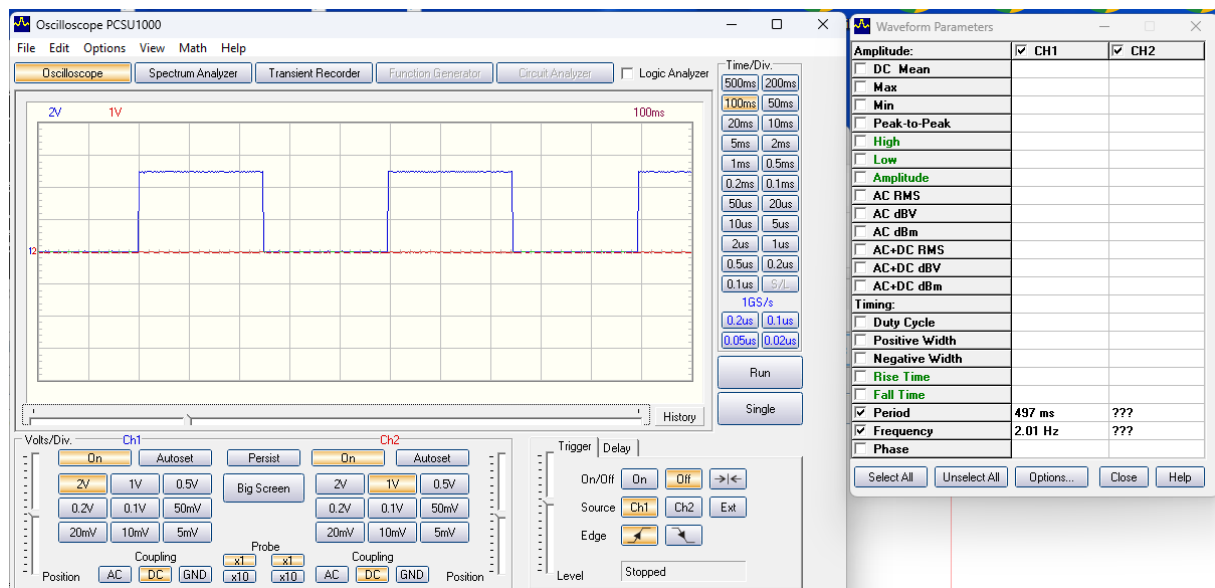 Oscilloscope PCSU1000
File Edit Options View Math Help
Oscilloscope Spectrum Analyzer Transient Recorder Function Generator Circuit Analyzer Logic Analyzer
2V 1V 100ms
12
Time/Div.
500ms 200ms
100ms 50ms
20ms 10ms
5ms 2ms
1ms 0.5ms
0.2ms 0.1ms
50us 20us
10us 5us
2us 1us
0.5us 0.2us
0.1us S/L
1GS/s
0.2us 0.1us
0.05us 0.02us
Run
Single
History
Volts/Div. Ch1 Ch2
On Autoset Persist On Autoset
2V 1V 0.5V Big Screen 2V 1V 0.5V
0.2V 0.1V 50mV 0.2V 0.1V 50mV
20mV 10mV 5mV 20mV 10mV 5mV
Coupling Probe Coupling
x1 x1
Position AC DC GND x10 x10 AC DC GND Position
Trigger Delay
On/Off On Off
Source Ch1 Ch2 Ext
Edge
Level Stopped
Waveform Parameters
Amplitude: CH1 CH2
DC Mean
Max
Min
Peak-to-Peak
High
Low
Amplitude
AC RMS
AC dBV
AC dBm
AC+DC RMS
AC+DC dBV
AC+DC dBm
Timing:
Duty Cycle
Positive Width
Negative Width
Rise Time
Fall Time
Period 497 ms ???
Frequency 2.01 Hz ???
Phase
Select All Unselect All Options... Close Help